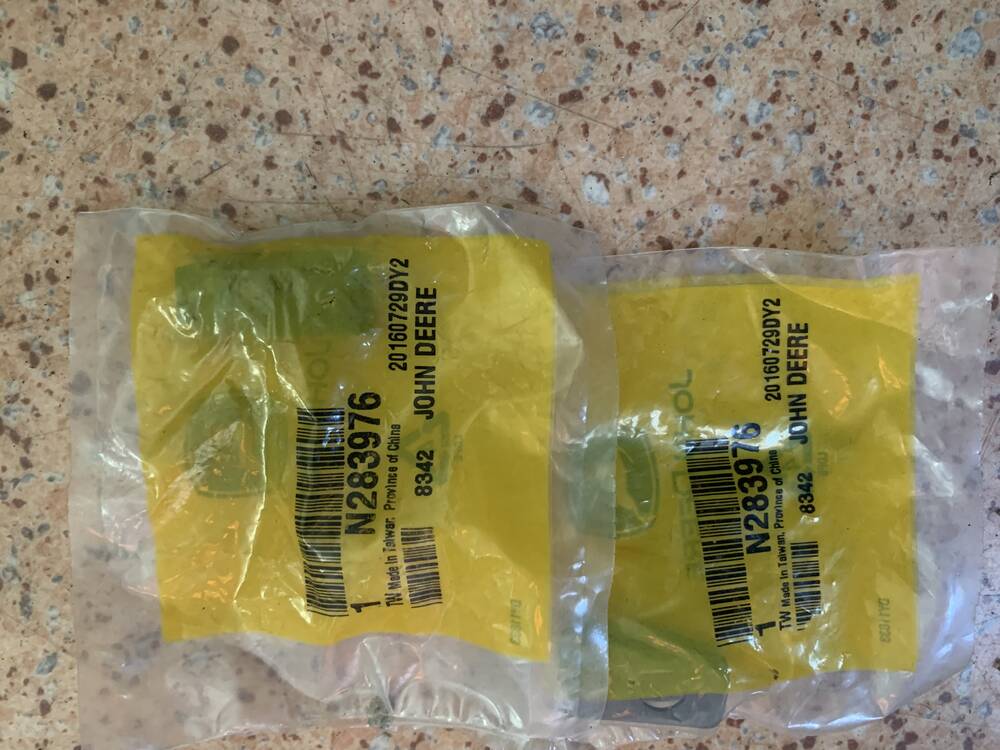 1 N283976
TW Made in Taiwan, Province of China 20160729DY2
8342 JOHN DEERE
1 N283976
TW Made in Taiwan, Province of China 20160729DY2
8342 JOHN DEERE